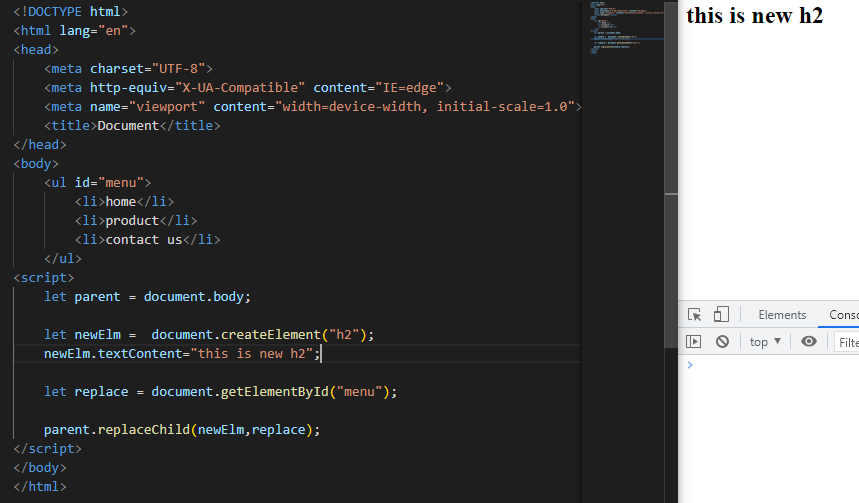 <!DOCTYPE html>
<html lang="en">
<head>
    <meta charset="UTF-8">
    <meta http-equiv="X-UA-Compatible" content="IE=edge">
    <meta name="viewport" content="width=device-width, initial-scale=1.0">
    <title>Document</title>
</head>
<body>
    <ul id="menu">
        <li>home</li>
        <li>product</li>
        <li>contact us</li>
    </ul>
<script>
    let parent = document.body;
    let newElm =  document.createElement("h2");
    newElm.textContent="this is new h2";
    let replace = document.getElementById("menu");
    parent.replaceChild(newElm,replace);
</script>
</body>
</html>
this is new h2
Elements Conso
top Filte